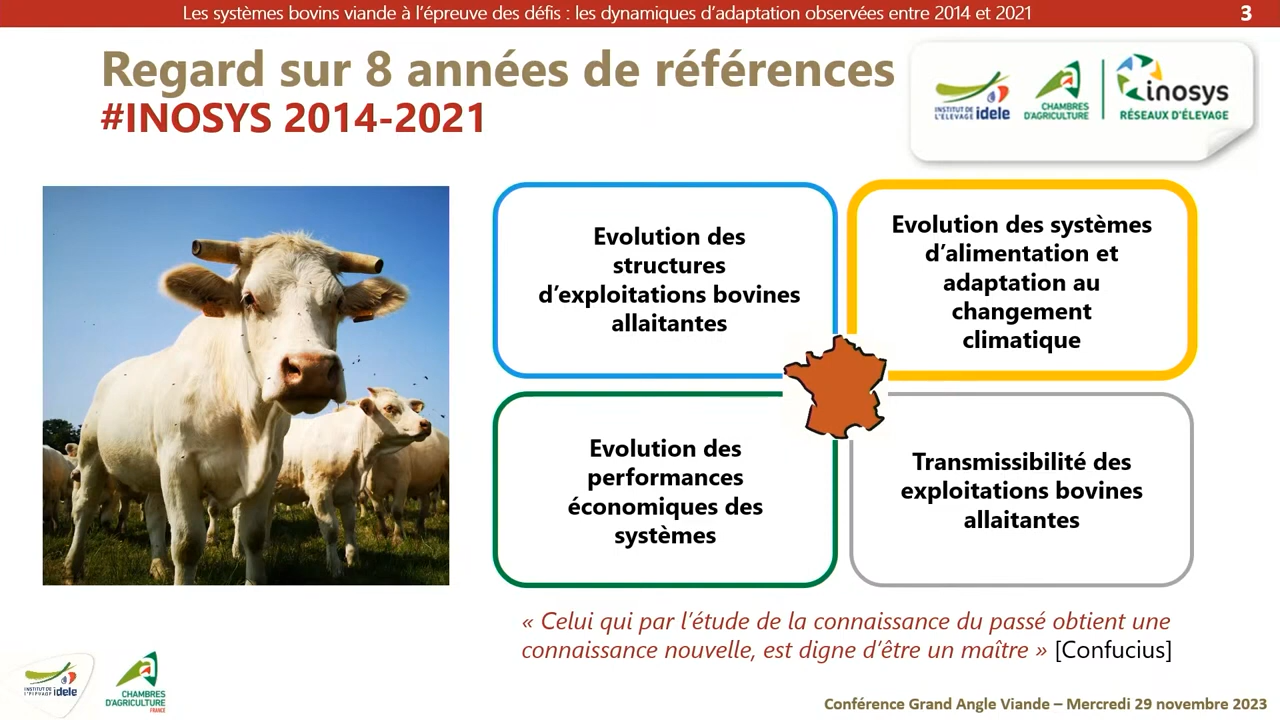 Les systèmes bovins viande à l'épreuve des défis : les dynamiques d'adaptation observées entre 2014 et 2021
3
Regard sur 8 années de références
#INOSYS 2014-2021
INSTITUT DE
L'ÉLEVAGE idele
CHAMBRES
D'AGRICULTURE
inosys
RÉSEAUX D'ÉLEVAGE
Evolution des
structures
d'exploitations bovines
allaitantes
Evolution des systèmes
d'alimentation et
adaptation au
changement
climatique
Evolution des
performances
économiques des
systèmes
Transmissibilité des
exploitations bovines
allaitantes
« Celui qui par l'étude de la connaissance du passé obtient une
connaissance nouvelle, est digne d'être un maître » [Confucius]
INSTITUT DE
L'ÉLEVAGE idele
CHAMBRES
D'AGRICULTURE
FRANCE
Conférence Grand Angle Viande – Mercredi 29 novembre 2023